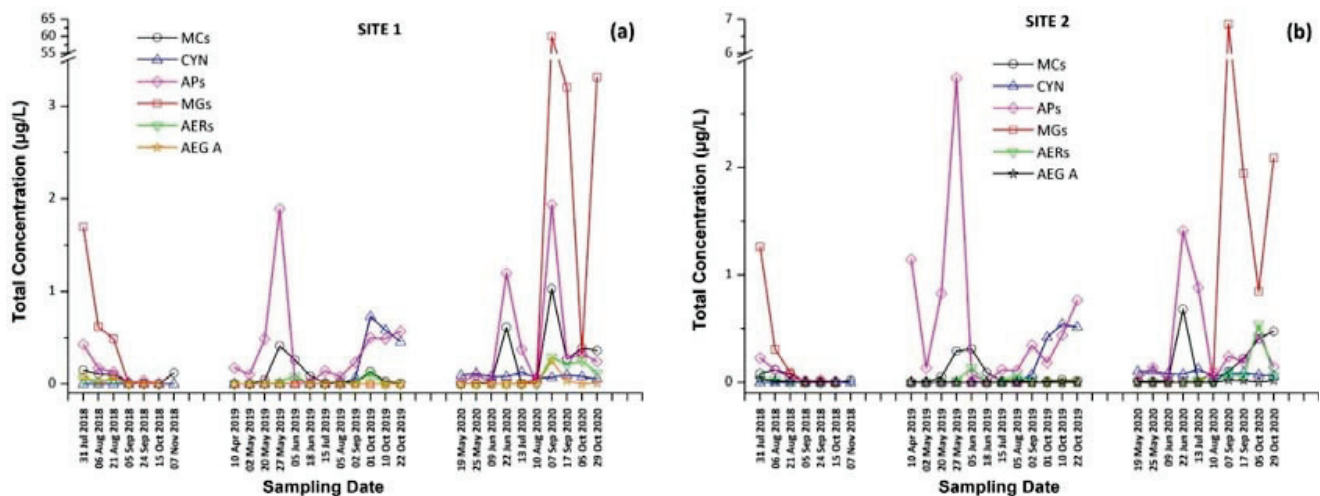 SITE 1
(a)
65
60
55
3
2
1
0
Total Concentration (µg/L)
MCs
CYN
APs
MGs
AERs
AEG A
31 Jul 2018
06 Aug 2018
21 Aug 2018
05 Sep 2018
24 Sep 2018
15 Oct 2018
07 Nov 2018
10 Apr 2019
02 May 2019
20 May 2019
27 May 2019
05 Jun 2019
18 Jun 2019
15 Jul 2019
05 Aug 2019
02 Sep 2019
01 Oct 2019
10 Oct 2019
22 Oct 2019
19 May 2020
25 May 2020
09 Jun 2020
22 Jun 2020
13 Jul 2020
10 Aug 2020
07 Sep 2020
17 Sep 2020
05 Oct 2020
29 Oct 2020
Sampling Date
SITE 2
(b)
7
6
2
1
0
Total Concentration (µg/L)
MCs
CYN
APs
MGs
AERs
AEG A
31 Jul 2018
06 Aug 2018
21 Aug 2018
05 Sep 2018
24 Sep 2018
15 Oct 2018
07 Nov 2018
10 Apr 2019
02 May 2019
20 May 2019
27 May 2019
05 Jun 2019
18 Jun 2019
15 Jul 2019
05 Aug 2019
02 Sep 2019
01 Oct 2019
10 Oct 2019
22 Oct 2019
19 May 2020
25 May 2020
09 Jun 2020
22 Jun 2020
13 Jul 2020
10 Aug 2020
07 Sep 2020
17 Sep 2020
05 Oct 2020
29 Oct 2020
Sampling Date